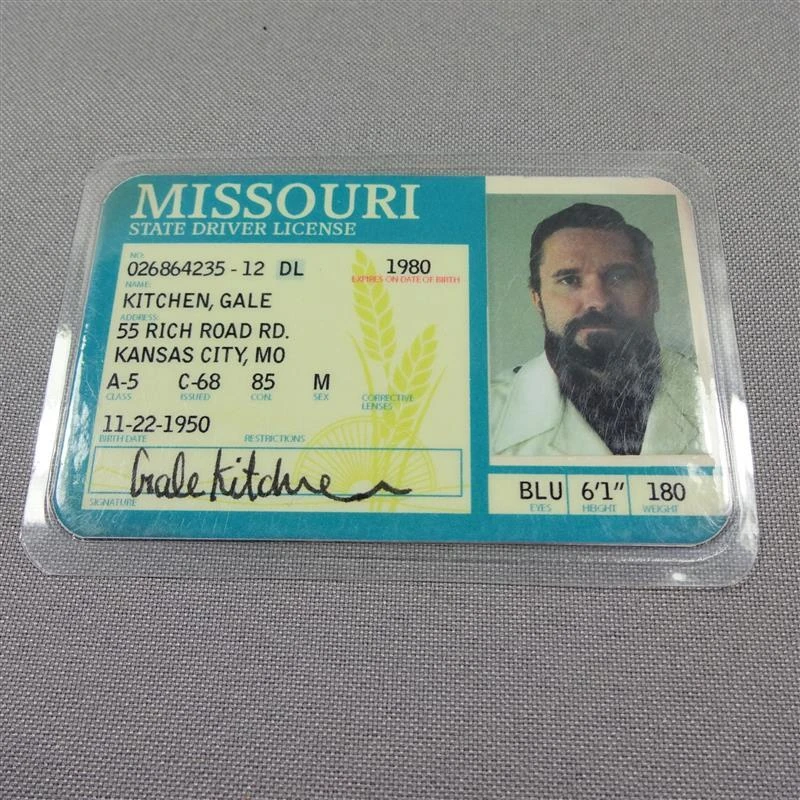 MISSOURI
STATE DRIVER LICENSE
NO:
026864235 - 12 DL
1980
EXPIRES ON DATE OF BIRTH
NAME:
KITCHEN, GALE
ADDRESS:
55 RICH ROAD RD.
KANSAS CITY, MO
A-5 C-68 85 M
CLASS ISSUED CON. SEX CORRECTIVE
LENSES
11-22-1950
BIRTH DATE RESTRICTIONS
Gale Kitchen
SIGNATURE
BLU 6'1" 180
EYES HEIGHT WEIGHT